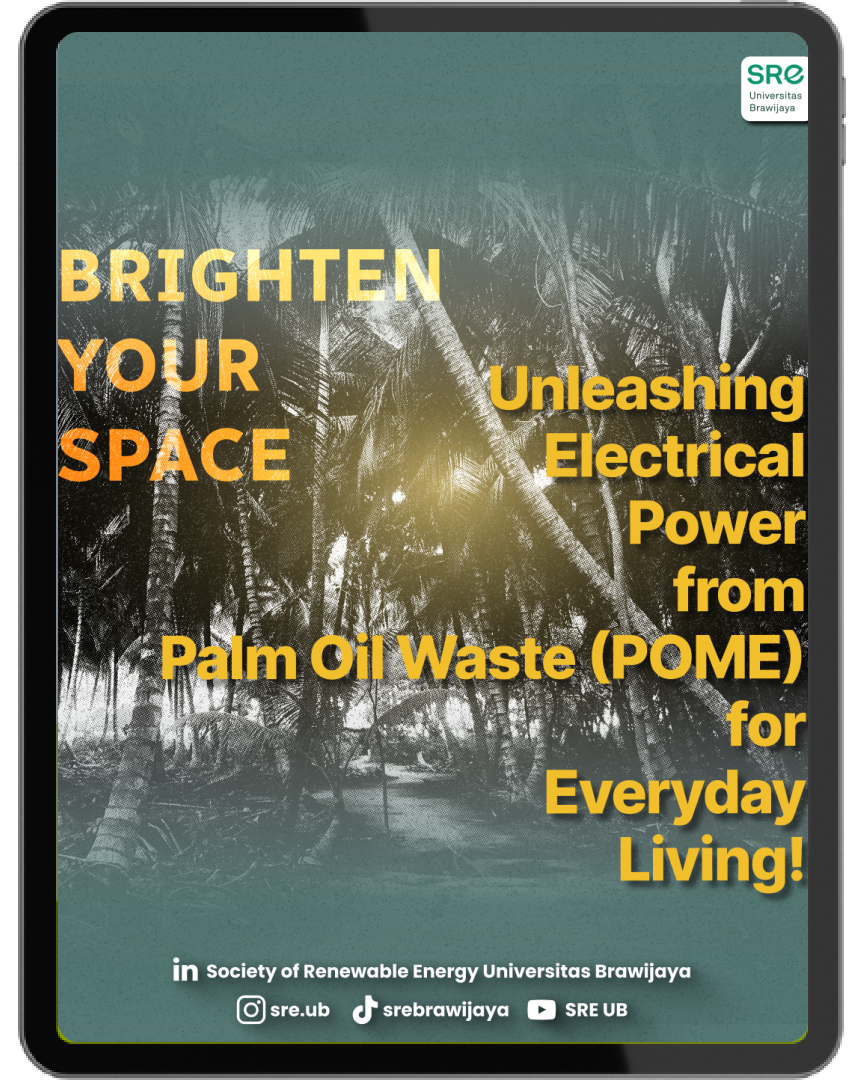 SRE
Universitas
Brawijaya
BRIGHTEN
YOUR
SPACE
Unleashing
Electrical
Power
from
Palm Oil Waste (POME)
for
Everyday
Living!
in Society of Renewable Energy Universitas Brawijaya
sre.ub srebrawijaya SRE UB